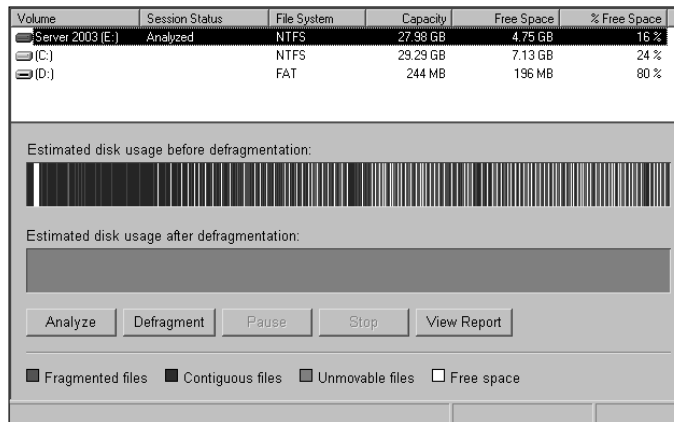 Volume Session Status File System Capacity Free Space % Free Space
Server 2003 (E:) Analyzed NTFS 27.98 GB 4.75 GB 16 %
(C:) NTFS 29.29 GB 7.13 GB 24 %
(D:) FAT 244 MB 196 MB 80 %
Estimated disk usage before defragmentation:
Estimated disk usage after defragmentation:
Analyze Defragment Pause Stop View Report
Fragmented files Contiguous files Unmovable files Free space